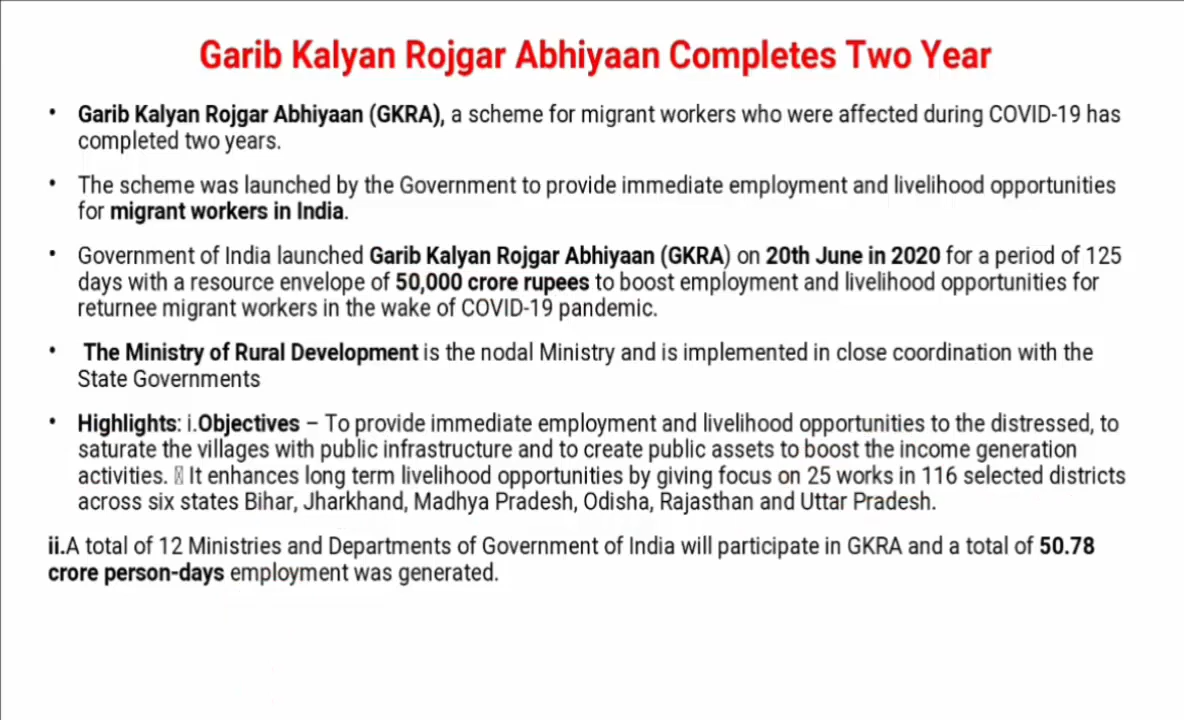 Garib Kalyan Rojgar Abhiyaan Completes Two Year
• Garib Kalyan Rojgar Abhiyaan (GKRA), a scheme for migrant workers who were affected during COVID-19 has
completed two years.
• The scheme was launched by the Government to provide immediate employment and livelihood opportunities
for migrant workers in India.
• Government of India launched Garib Kalyan Rojgar Abhiyaan (GKRA) on 20th June in 2020 for a period of 125
days with a resource envelope of 50,000 crore rupees to boost employment and livelihood opportunities for
returnee migrant workers in the wake of COVID-19 pandemic.
• The Ministry of Rural Development is the nodal Ministry and is implemented in close coordination with the
State Governments
• Highlights: i.Objectives – To provide immediate employment and livelihood opportunities to the distressed, to
saturate the villages with public infrastructure and to create public assets to boost the income generation
activities. It enhances long term livelihood opportunities by giving focus on 25 works in 116 selected districts
across six states Bihar, Jharkhand, Madhya Pradesh, Odisha, Rajasthan and Uttar Pradesh.
ii.A total of 12 Ministries and Departments of Government of India will participate in GKRA and a total of 50.78
crore person-days employment was generated.